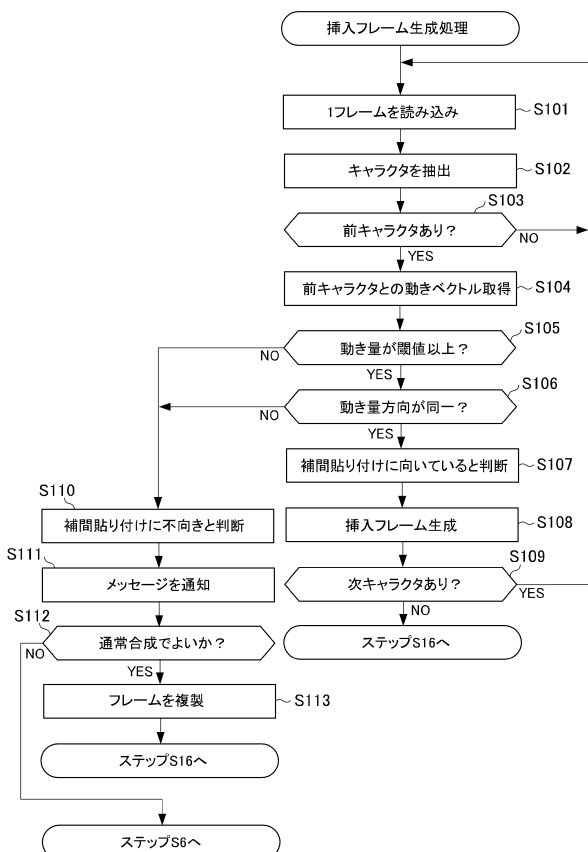 挿入フレーム生成処理
1フレームを読み込み
S101
キャラクタを抽出
S102
S103
前キャラクタあり？
NO
YES
前キャラクタとの動きベクトル取得
S104
S105
動き量が閾値以上？
NO
YES
S106
動き量方向が同一？
NO
YES
補間貼り付けに向いていると判断
S107
挿入フレーム生成
S108
S109
次キャラクタあり？
YES
NO
ステップS16へ
S110
補間貼り付けに不向きと判断
S111
メッセージを通知
S112
通常合成でよいか？
NO
YES
フレームを複製
S113
ステップS16へ
ステップS6へ